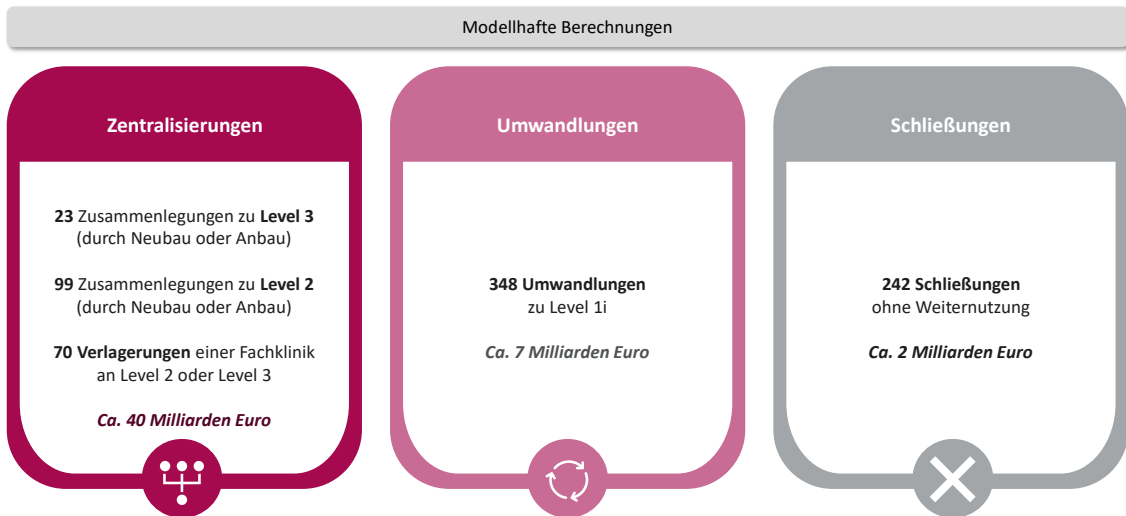 Modellhafte Berechnungen
Zentralisierungen
23 Zusammenlegungen zu Level 3
(durch Neubau oder Anbau)
99 Zusammenlegungen zu Level 2
(durch Neubau oder Anbau)
70 Verlagerungen einer Fachklinik
an Level 2 oder Level 3
Ca. 40 Milliarden Euro
Umwandlungen
348 Umwandlungen
zu Level 1i
Ca. 7 Milliarden Euro
Schließungen
242 Schließungen
ohne Weiternutzung
Ca. 2 Milliarden Euro